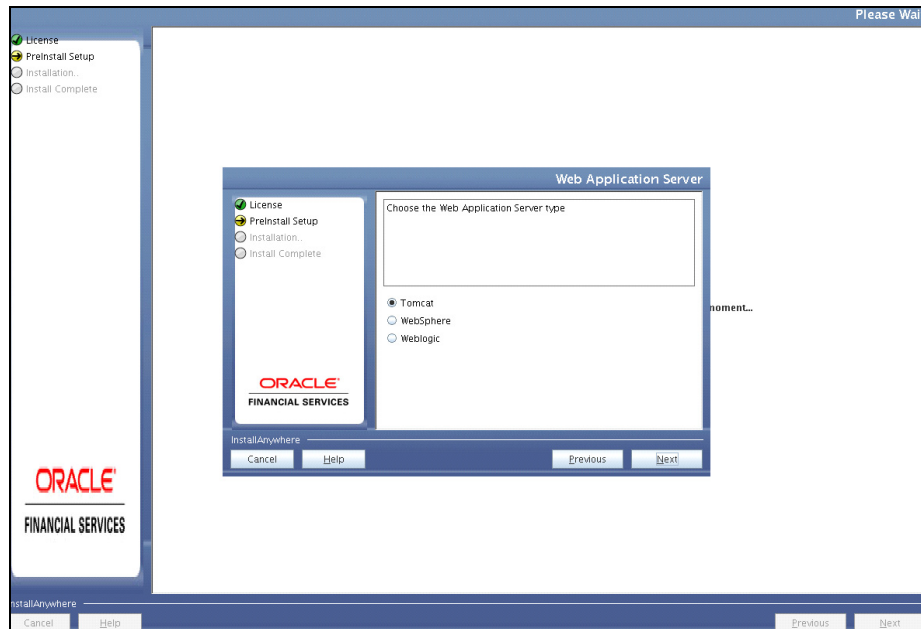 Please Wai
License
PreInstall Setup
Installation..
Install Complete
Web Application Server
License
PreInstall Setup
Installation..
Install Complete
Choose the Web Application Server type
Tomcat
WebSphere
Weblogic
noment...
ORACLE
FINANCIAL SERVICES
InstallAnywhere
Cancel
Help
Previous
Next
ORACLE
FINANCIAL SERVICES
nstallAnywhere
Cancel
Help
Previous
Next